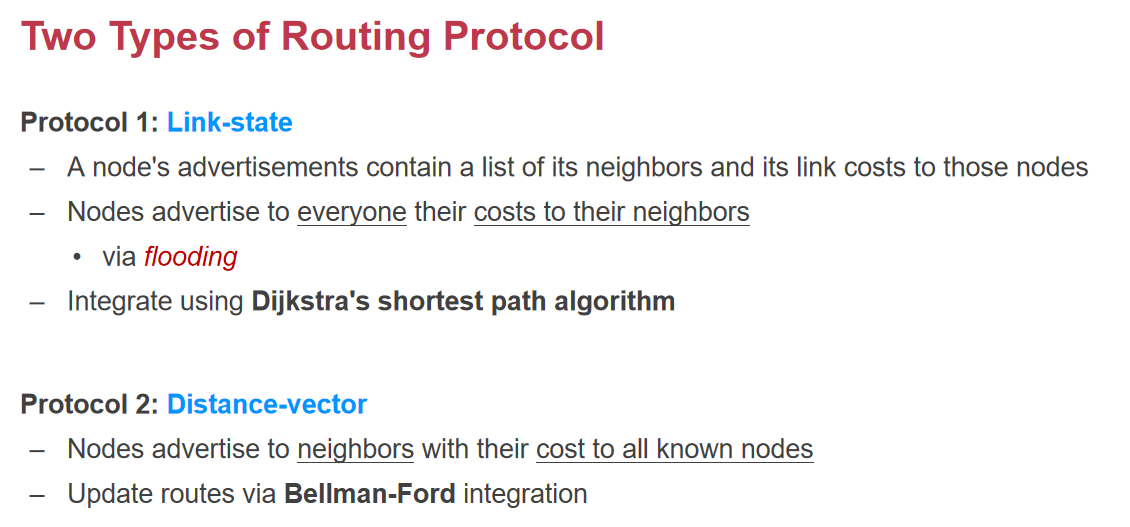 Two Types of Routing Protocol
Protocol 1: Link-state
– A node's advertisements contain a list of its neighbors and its link costs to those nodes
– Nodes advertise to everyone their costs to their neighbors
• via flooding
– Integrate using Dijkstra's shortest path algorithm
Protocol 2: Distance-vector
– Nodes advertise to neighbors with their cost to all known nodes
– Update routes via Bellman-Ford integration